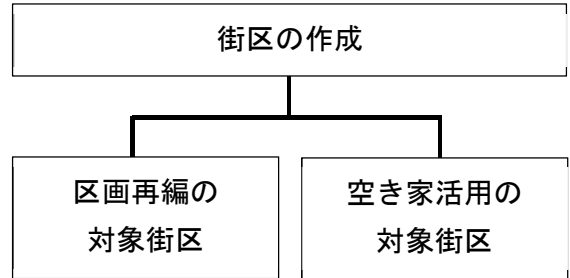 街区の作成
区画再編の
対象街区
空き家活用の
対象街区